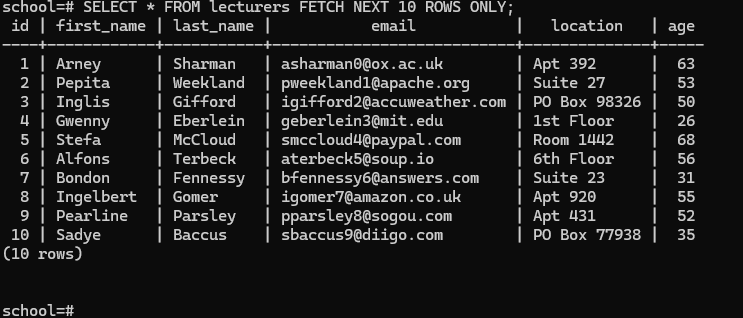 school=# SELECT * FROM lecturers FETCH NEXT 10 ROWS ONLY;
 id | first_name | last_name |           email           |   location   | age
----+------------+-----------+---------------------------+--------------+-----
  1 | Arney      | Sharman   | asharman0@ox.ac.uk        | Apt 392      |  63
  2 | Pepita     | Weekland  | pweekland1@apache.org     | Suite 27     |  53
  3 | Inglis     | Gifford   | igifford2@accuweather.com | PO Box 98326 |  50
  4 | Gwenny     | Eberlein  | geberlein3@mit.edu        | 1st Floor    |  26
  5 | Stefa      | McCloud   | smccloud4@paypal.com      | Room 1442    |  68
  6 | Alfons     | Terbeck   | aterbeck5@soup.io         | 6th Floor    |  56
  7 | Bondon     | Fennessy  | bfennessy6@answers.com    | Suite 23     |  31
  8 | Ingelbert  | Gomer     | igomer7@amazon.co.uk      | Apt 920      |  55
  9 | Pearline   | Parsley   | pparsley8@sogou.com       | Apt 431      |  52
 10 | Sadye      | Baccus    | sbaccus9@diigo.com        | PO Box 77938 |  35
(10 rows)
school=#